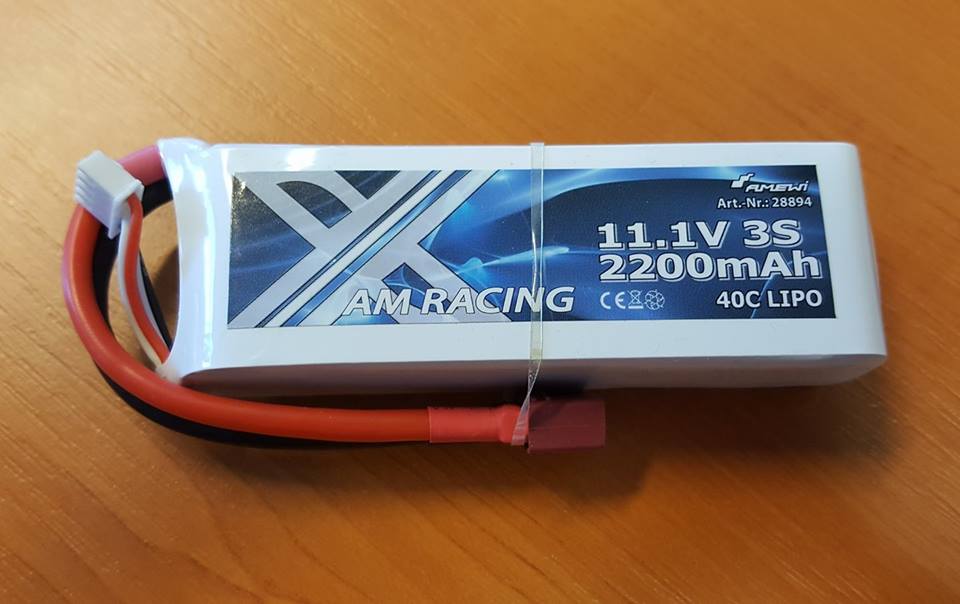 AMEWI
Art.-Nr.: 28894
11.1V 3S
2200mAh
AM RACING
CE
40C LIPO